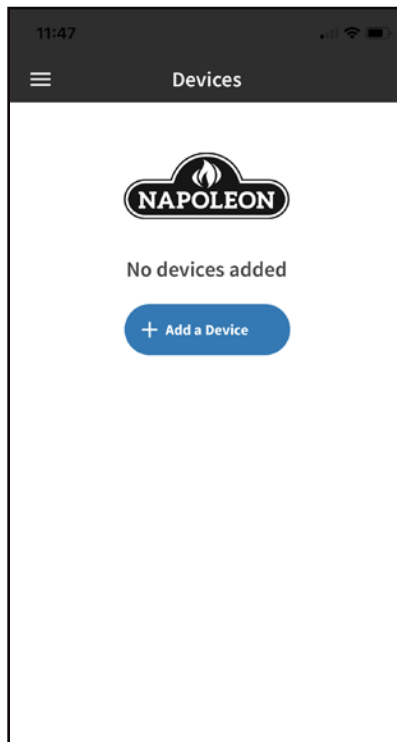 11:47
Devices
NAPOLEON
No devices added
+ Add a Device